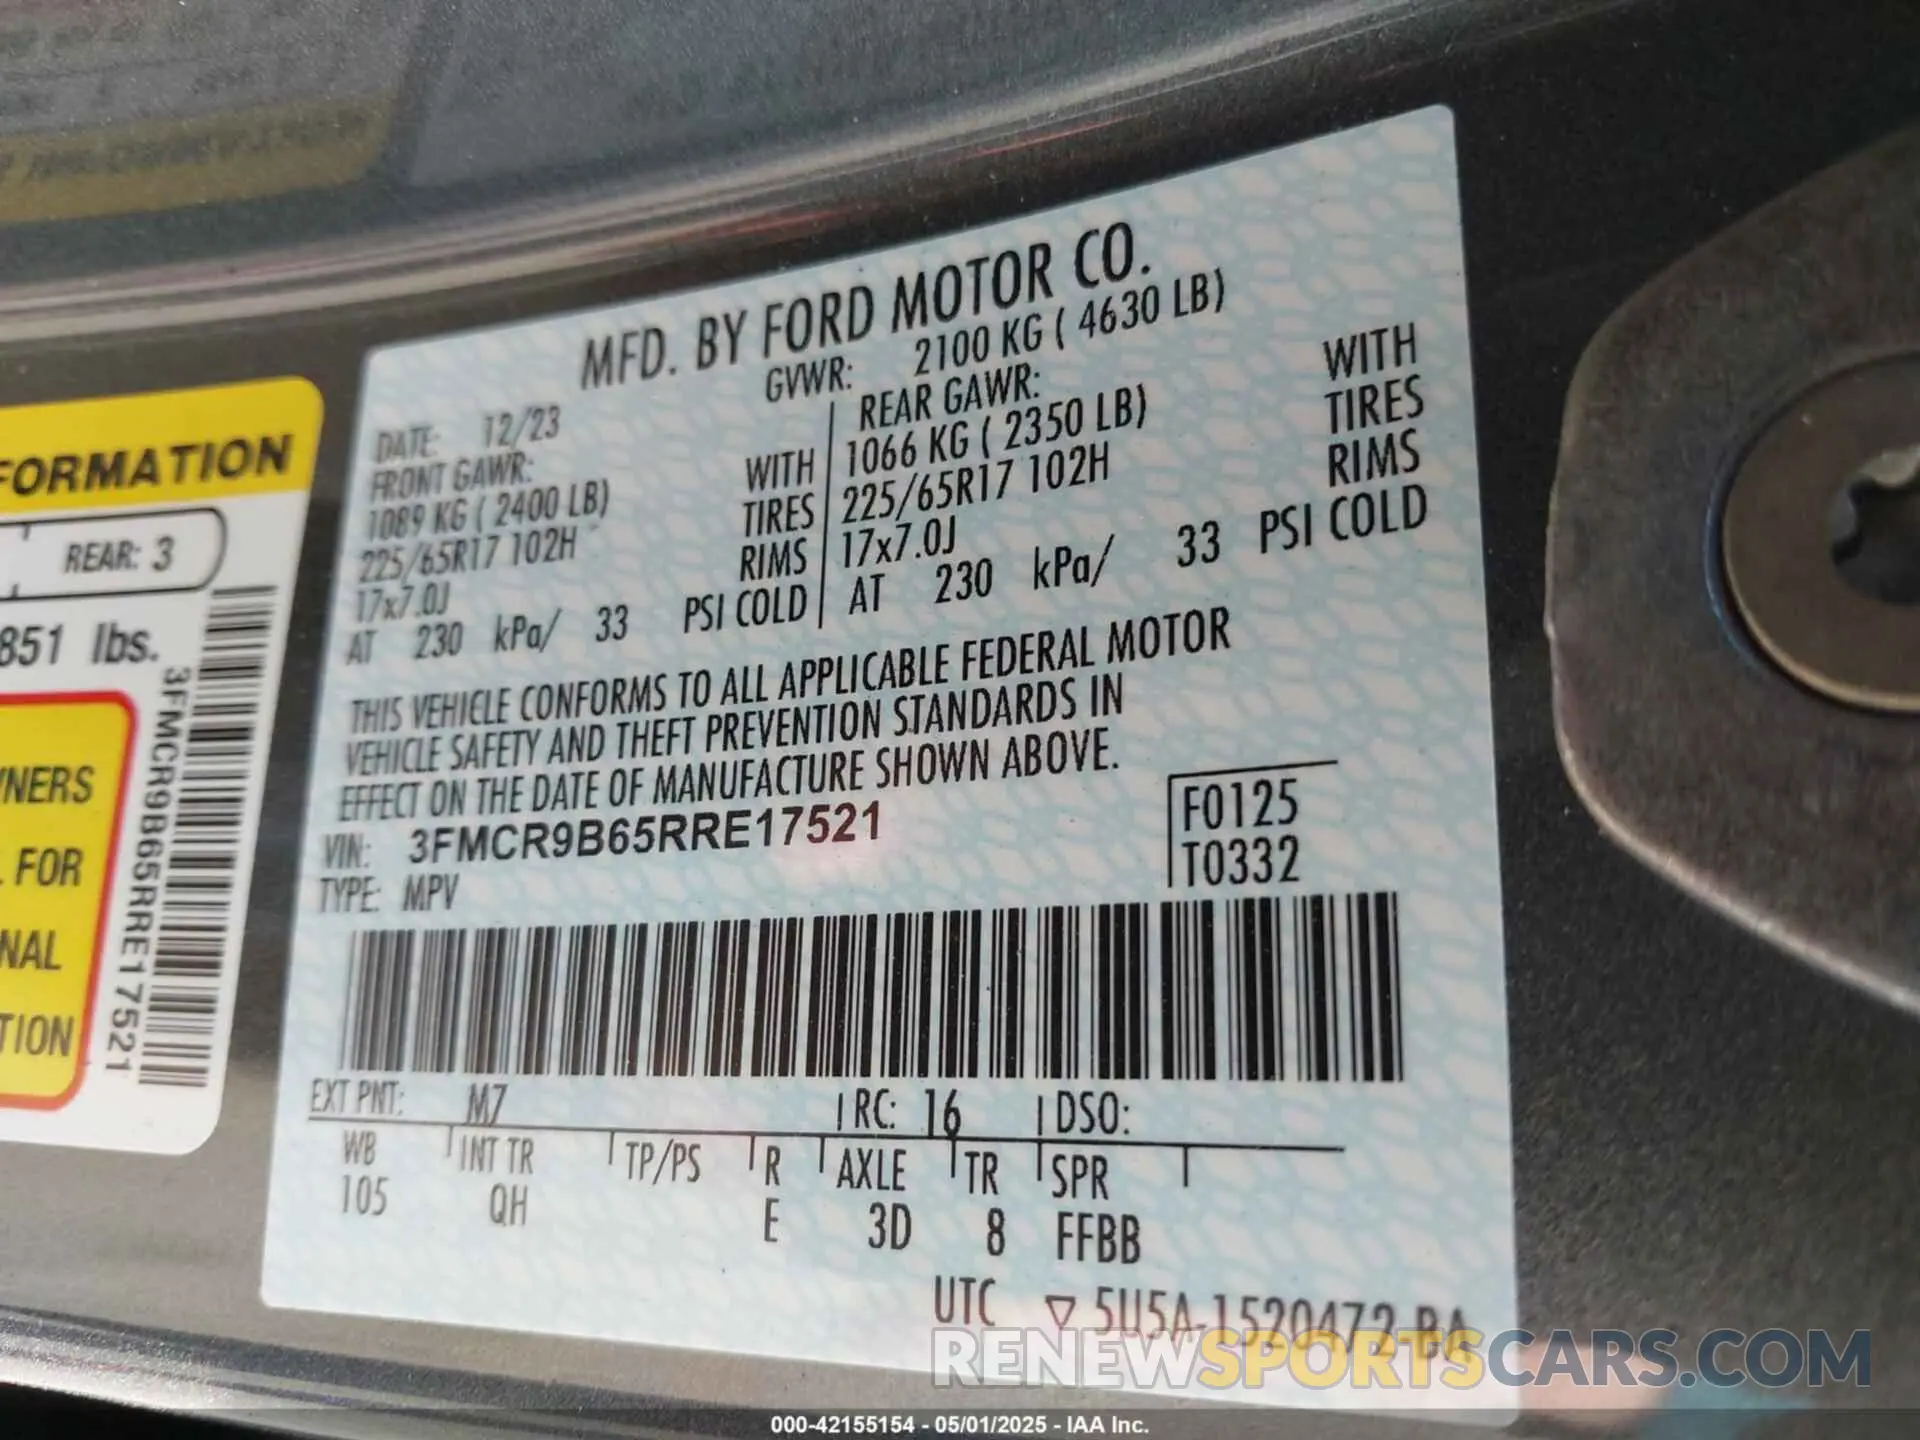 FORMATION
REAR: 3
851 lbs.
NERS
FOR
NAL
TION
3FMCR9B65RRE17521
MFD. BY FORD MOTOR CO.
DATE: 12/23
GVWR: 2100 KG ( 4630 LB)
FRONT GAWR:
1089 KG ( 2400 LB) WITH
225/65R17 102H TIRES
17x7.0J RIMS
AT 230 kPa/ 33 PSI COLD
REAR GAWR:
1066 KG ( 2350 LB) WITH
225/65R17 102H TIRES
17x7.0J RIMS
AT 230 kPa/ 33 PSI COLD
THIS VEHICLE CONFORMS TO ALL APPLICABLE FEDERAL MOTOR
VEHICLE SAFETY AND THEFT PREVENTION STANDARDS IN
EFFECT ON THE DATE OF MANUFACTURE SHOWN ABOVE.
VIN: 3FMCR9B65RRE17521
TYPE: MPV
F0125
T0332
EXT PNT: M7 RC: 16 DSO:
WB INT TR TP/PS R AXLE TR SPR
105 QH E 3D 8 FFBB
UTC ▽ 5U5A-1520472-BA
RENEWSPORTSCARS.COM
000-42155154 - 05/01/2025 - IAA Inc.